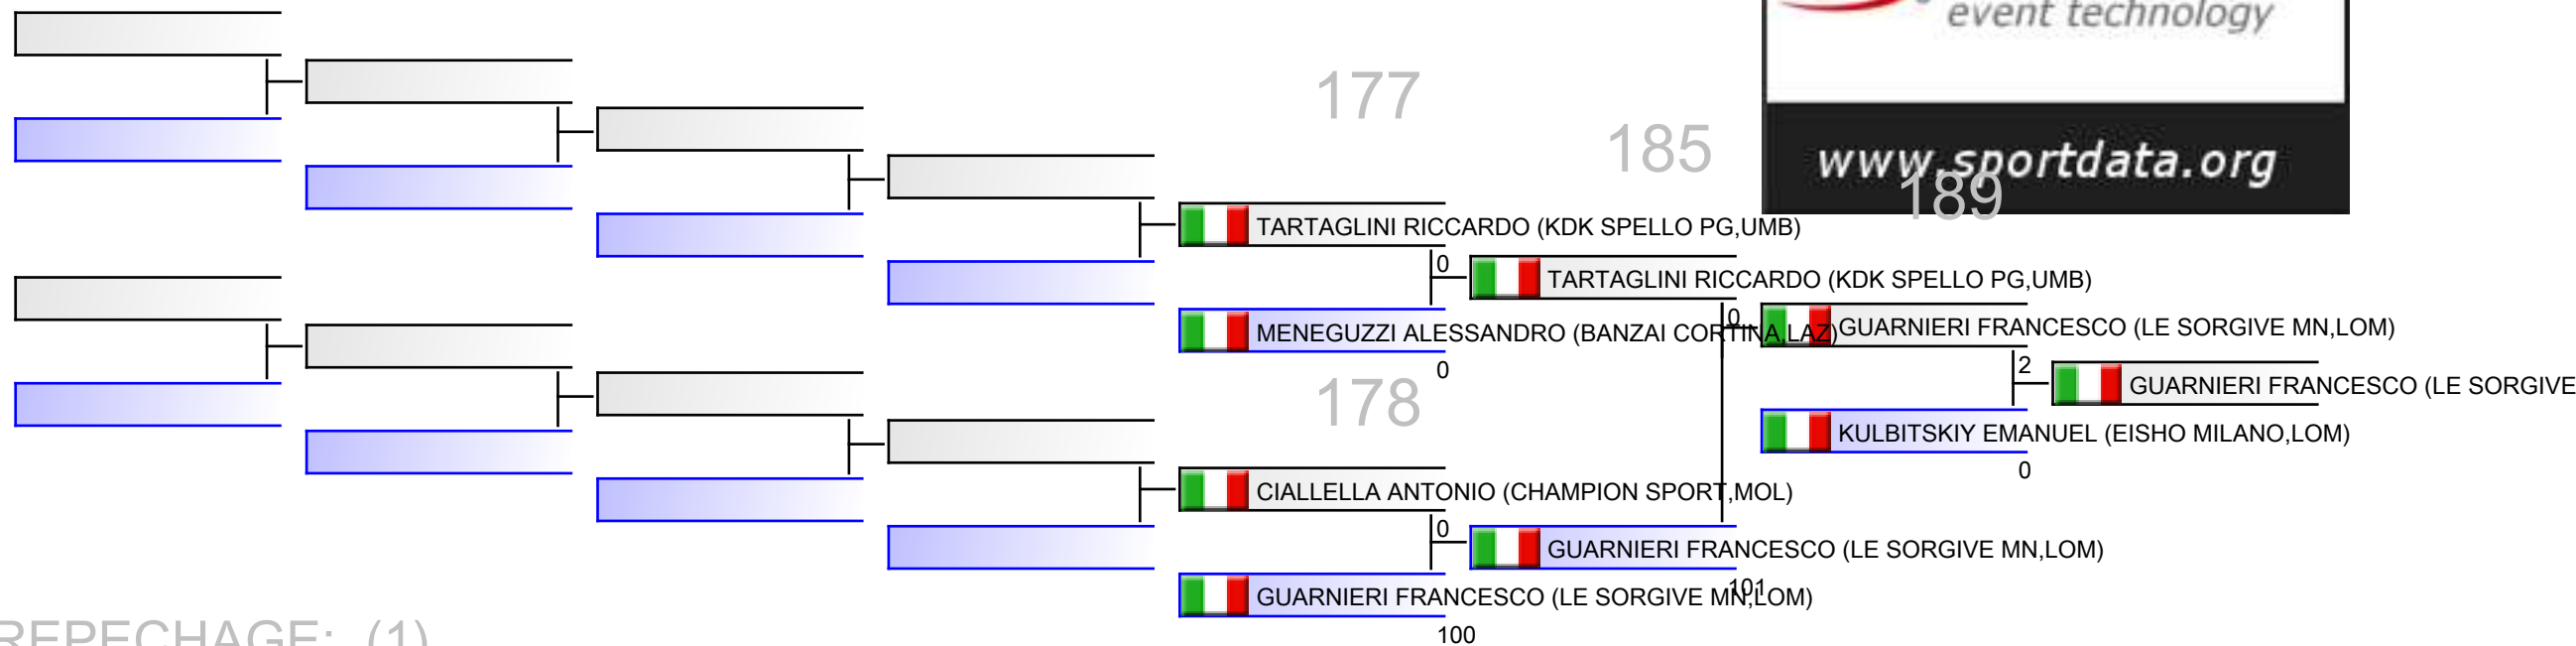 event technology
177
185
www.sportdata.org
189
TARTAGLINI RICCARDO (KDK SPELLO PG,UMB)
0
TARTAGLINI RICCARDO (KDK SPELLO PG,UMB)
0
GUARNIERI FRANCESCO (LE SORGIVE MN,LOM)
MENEGUZZI ALESSANDRO (BANZAI CORTINA,LAZ)
0
2
GUARNIERI FRANCESCO (LE SORGIVE
178
KULBITSKIY EMANUEL (EISHO MILANO,LOM)
0
CIALLELLA ANTONIO (CHAMPION SPORT,MOL)
0
GUARNIERI FRANCESCO (LE SORGIVE MN,LOM)
101
GUARNIERI FRANCESCO (LE SORGIVE MN,LOM)
100
REPECHAGE: (1)